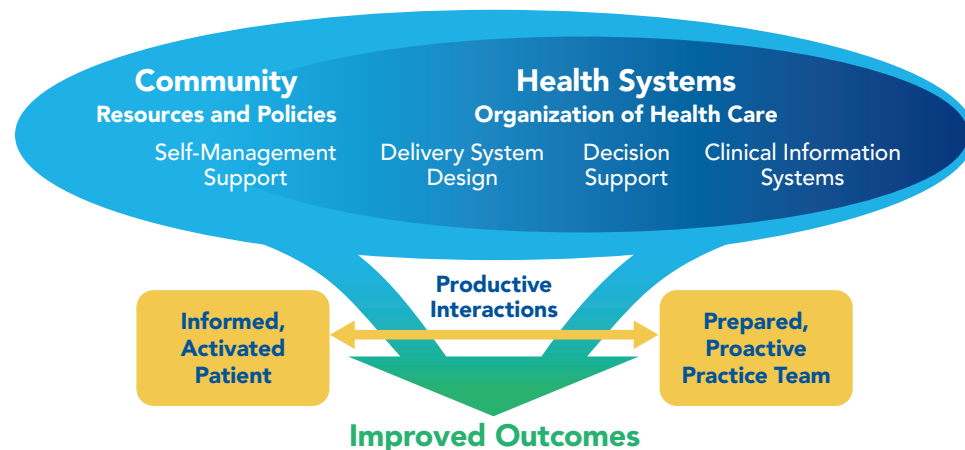 Community
Resources and Policies
Health Systems
Organization of Health Care
Self-Management
Support
Delivery System
Design
Decision
Support
Clinical Information
Systems
Productive
Interactions
Informed,
Activated
Patient
Prepared,
Proactive
Practice Team
Improved Outcomes